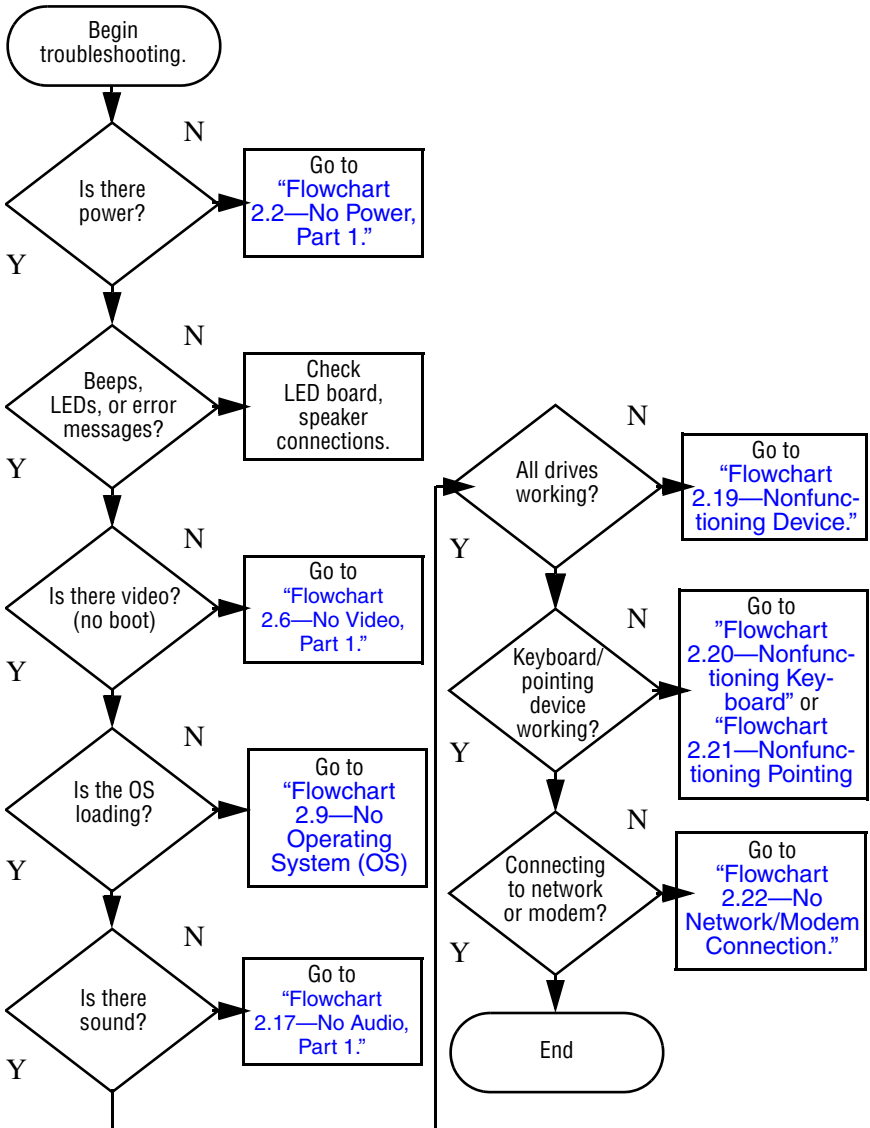 Begin
troubleshooting.
N
Is there
power?
Go to
“Flowchart
2.2—No Power,
Part 1.”
Y
N
Beeps,
LEDs, or error
messages?
Check
LED board,
speaker
connections.
Y
N
Is there video?
(no boot)
Go to
“Flowchart
2.6—No Video,
Part 1.”
Y
N
Is the OS
loading?
Go to
“Flowchart
2.9—No
Operating
System (OS)
Y
N
Is there
sound?
Go to
“Flowchart
2.17—No Audio,
Part 1.”
Y
N
All drives
working?
Go to
“Flowchart
2.19—Nonfunc-
tioning Device.”
Y
N
Keyboard/
pointing
device
working?
Go to
”Flowchart
2.20—Nonfunc-
tioning Key-
board” or
“Flowchart
2.21—Nonfunc-
tioning Pointing
Y
N
Connecting
to network
or modem?
Go to
“Flowchart
2.22—No
Network/Modem
Connection.”
Y
End